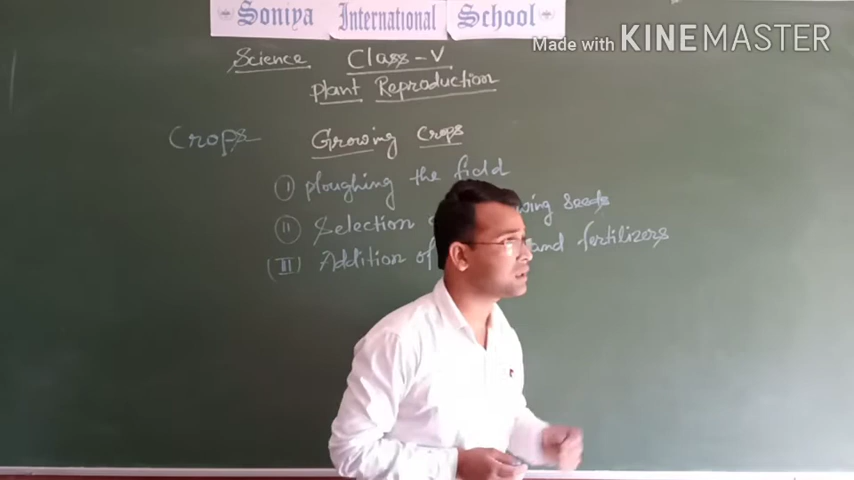 Soniya International School
Made with KINEMASTER
Science Class-V
Plant Reproduction
Crops Growing Crops
(I) ploughing the field
(II) Selection wing seeds
(III) Addition of and fertilizers